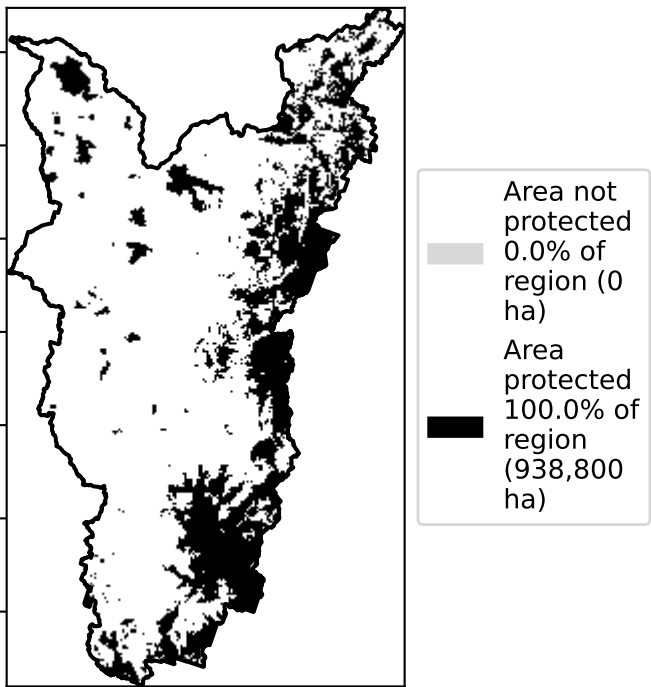 Area not
protected
0.0% of
region (0
ha)
Area
protected
100.0% of
region
(938,800
ha)